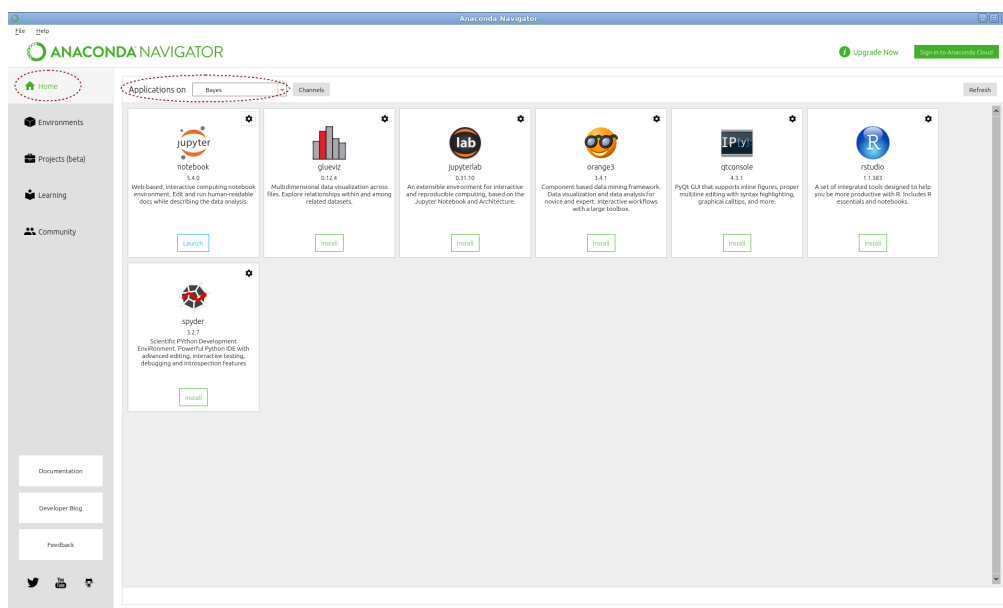 Anaconda Navigator
File Help
ANACONDA NAVIGATOR
Upgrade Now
Sign in to Anaconda Cloud
Home
Environments
Projects (beta)
Learning
Community
Documentation
Developer Blog
Feedback
You
Tube
Applications on Bayes Channels Refresh
jupyter
notebook
5.4.0
Web-based, interactive computing notebook
environment. Edit and run human-readable
docs while describing the data analysis.
Launch
glueviz
0.12.4
Multidimensional data visualization across
files. Explore relationships within and among
related datasets.
Install
lab
jupyterlab
0.31.10
An extensible environment for interactive
and reproducible computing, based on the
Jupyter Notebook and Architecture.
Install
orange3
3.4.1
Component based data mining framework.
Data visualization and data analysis for
novice and expert. Interactive workflows
with a large toolbox.
Install
IP[y]:
qtconsole
4.3.1
PyQt GUI that supports inline figures, proper
multiline editing with syntax highlighting,
graphical calltips, and more.
Install
R
rstudio
1.1.383
A set of integrated tools designed to help
you be more productive with R. Includes R
essentials and notebooks.
Install
spyder
3.2.7
Scientific PYthon Development
EnviRonment. Powerful Python IDE with
advanced editing, interactive testing,
debugging and introspection features
Install